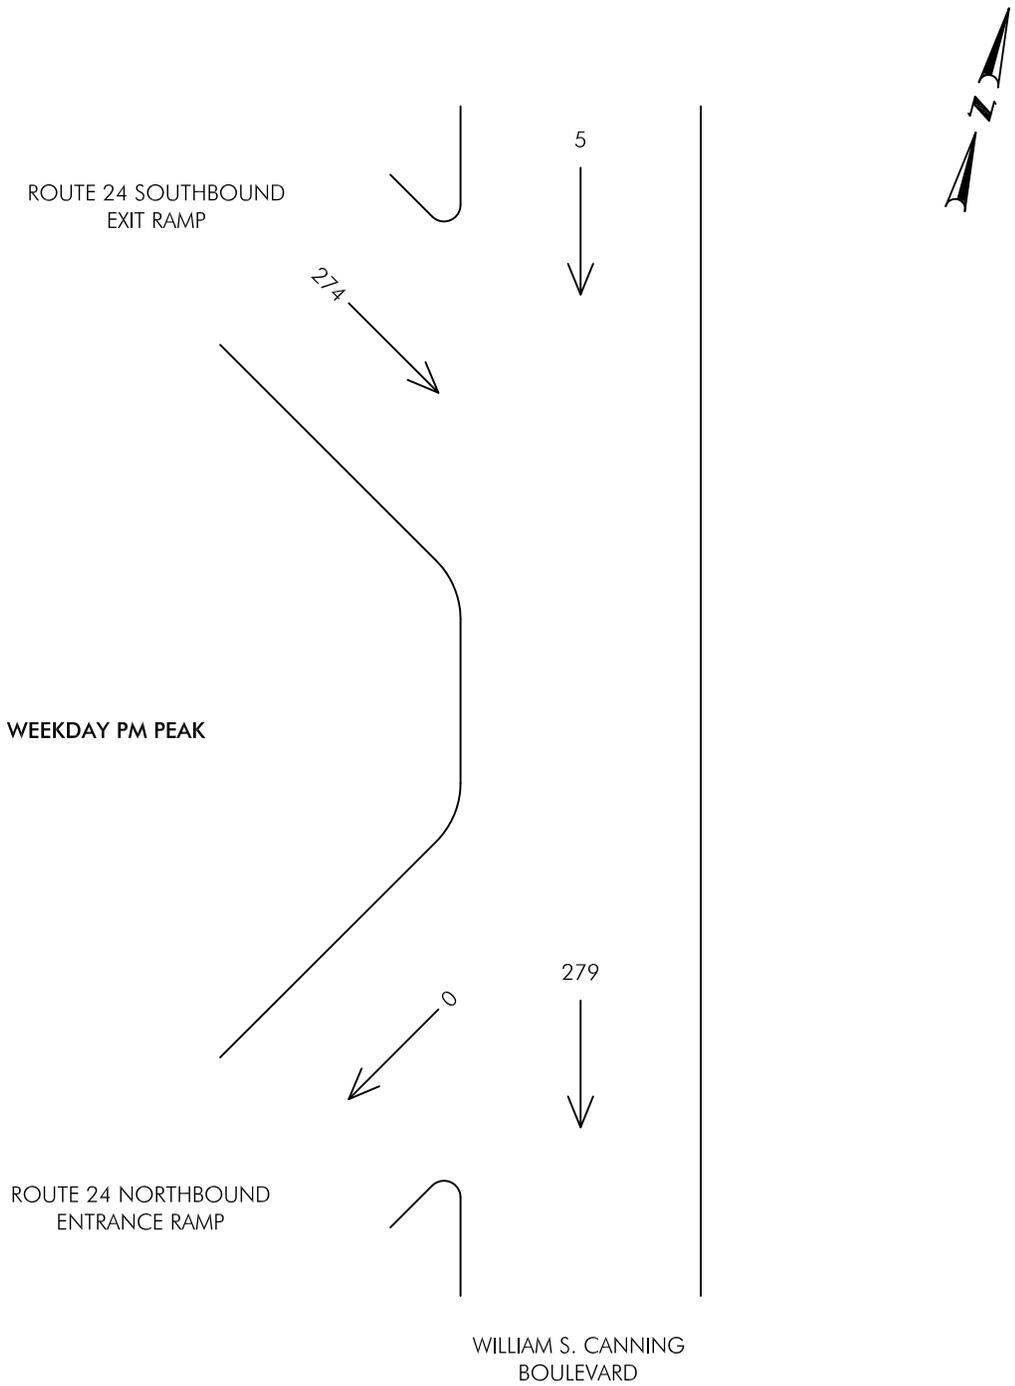 N
5
ROUTE 24 SOUTHBOUND
EXIT RAMP
274
WEEKDAY PM PEAK
279
0
ROUTE 24 NORTHBOUND
ENTRANCE RAMP
WILLIAM S. CANNING
BOULEVARD